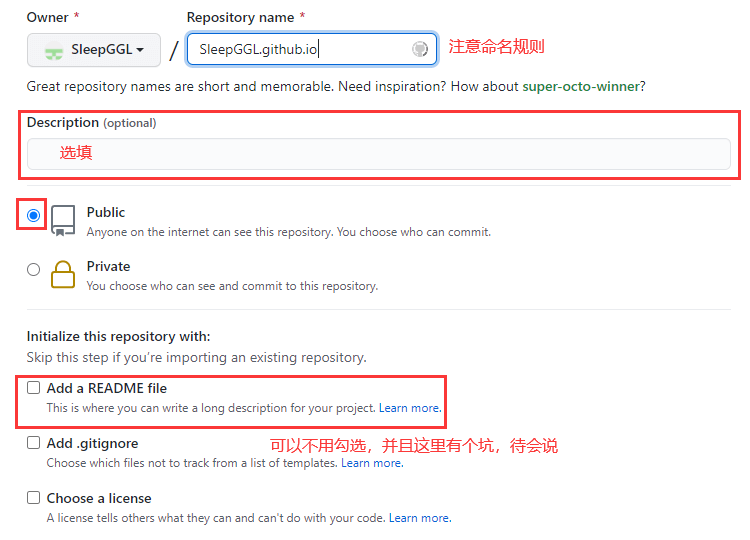 Owner * Repository name *
SleepGGL / SleepGGL.github.io 注意命名规则
Great repository names are short and memorable. Need inspiration? How about super-octo-winner?
Description (optional)
选填
Public
Anyone on the internet can see this repository. You choose who can commit.
Private
You choose who can see and commit to this repository.
Initialize this repository with:
Skip this step if you're importing an existing repository.
Add a README file
This is where you can write a long description for your project. Learn more.
Add .gitignore 可以不用勾选，并且这里有个坑，待会说
Choose which files not to track from a list of templates. Learn more.
Choose a license
A license tells others what they can and can't do with your code. Learn more.